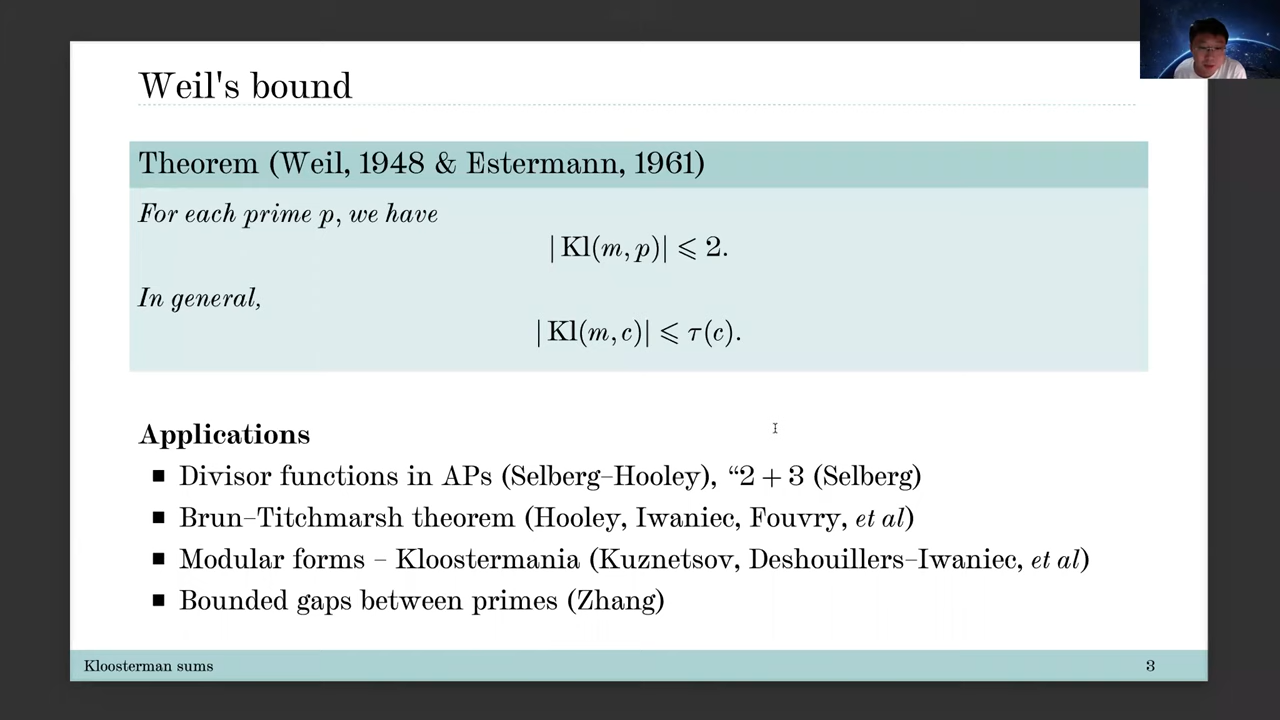 Weil's bound
Theorem (Weil, 1948 & Estermann, 1961)
For each prime p, we have
| Kl(m, p)| ⩽ 2.
In general,
| Kl(m, c)| ⩽ τ(c).
Applications
■ Divisor functions in APs (Selberg–Hooley), “2 + 3 (Selberg)
■ Brun–Titchmarsh theorem (Hooley, Iwaniec, Fouvry, et al)
■ Modular forms – Kloostermania (Kuznetsov, Deshouillers–Iwaniec, et al)
■ Bounded gaps between primes (Zhang)
Kloosterman sums 3